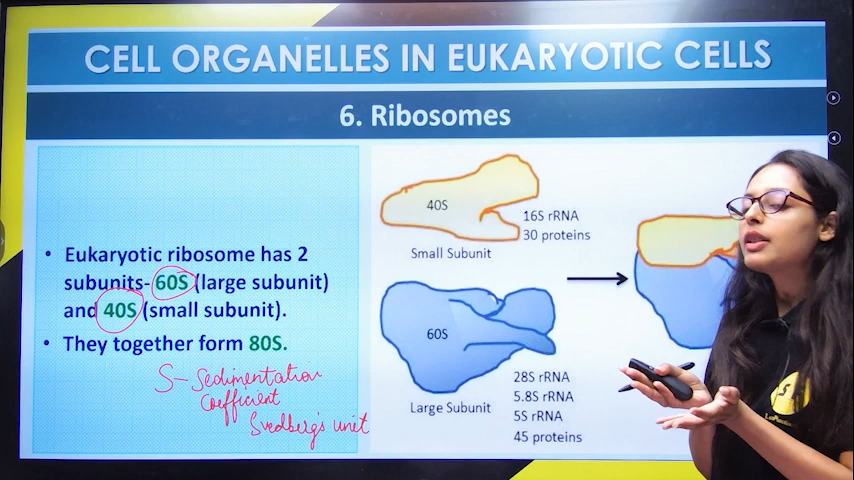 CELL ORGANELLES IN EUKARYOTIC CELLS
6. Ribosomes
• Eukaryotic ribosome has 2
subunits- 60S (large subunit)
and 40S (small subunit).
• They together form 80S.
S- Sedimentation
Coefficient
Svedberg's unit
40S
16S rRNA
30 proteins
Small Subunit
60S
28S rRNA
5.8S rRNA
5S rRNA
45 proteins
Large Subunit